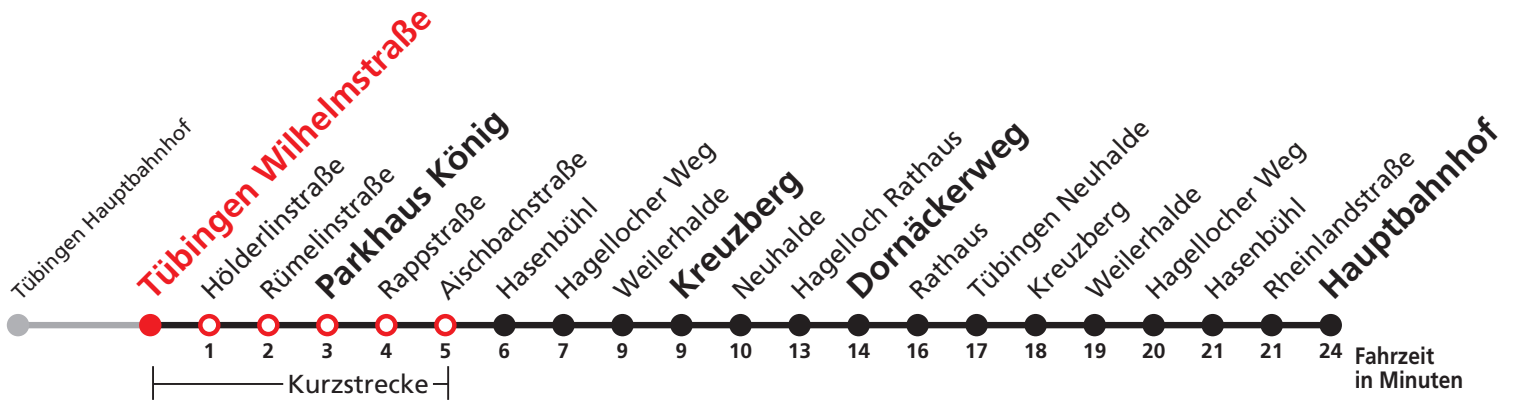 Tübingen Hauptbahnhof
Tübingen Wilhelmstraße
Hölderlinstraße
Rümelinstraße
Parkhaus König
Rappstraße
Aischbachstraße
Hasenbühl
Hagellocher Weg
Weilerhalde
Kreuzberg
Neuhalde
Hagelloch Rathaus
Dornäckerweg
Rathaus
Tübingen Neuhalde
Kreuzberg
Weilerhalde
Hagellocher Weg
Hasenbühl
Rheinlandstraße
Hauptbahnhof
1 2 3 4 5 6 7 9 9 10 13 14 16 17 18 19 20 21 21 24 Fahrzeit
in Minuten
Kurzstrecke